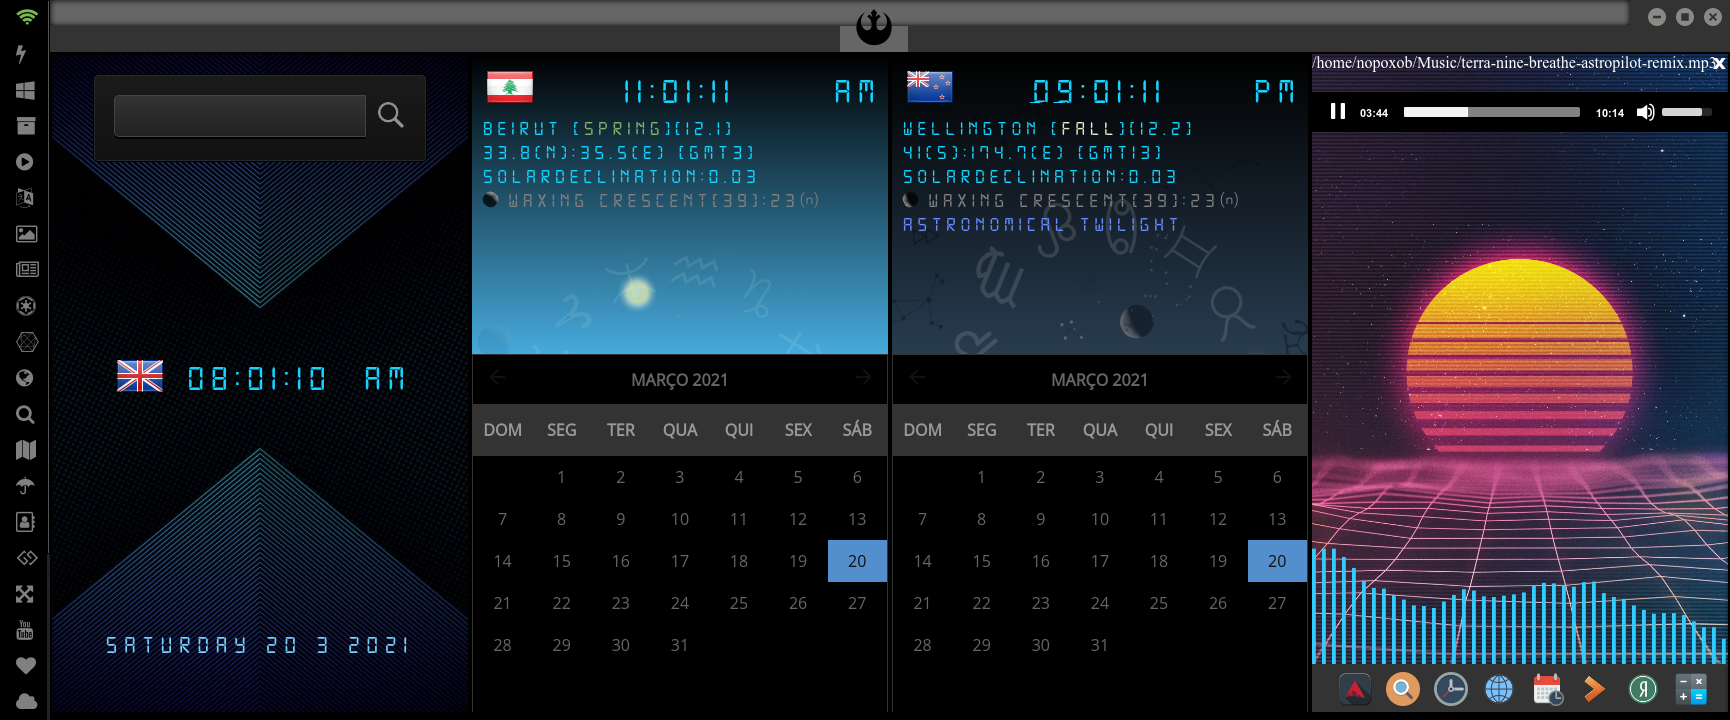 08:01:10 AM
SATURDAY 20 3 2021
11:01:11 AM
BEIRUT [SPRING][12.1]
33.8(N):35.5(E) [GMT3]
SOLARDECLINATION:0.03
WAXING CRESCENT[39]:23(n)
MARÇO 2021
DOM SEG TER QUA QUI SEX SÁB
1 2 3 4 5 6
7 8 9 10 11 12 13
14 15 16 17 18 19 20
21 22 23 24 25 26 27
28 29 30 31
09:01:11 PM
WELLINGTON [FALL][12.2]
41(S):174.7(E) [GMT13]
SOLARDECLINATION:0.03
WAXING CRESCENT[39]:23(n)
ASTRONOMICAL TWILIGHT
MARÇO 2021
DOM SEG TER QUA QUI SEX SÁB
1 2 3 4 5 6
7 8 9 10 11 12 13
14 15 16 17 18 19 20
21 22 23 24 25 26 27
28 29 30 31
/home/nopoxob/Music/terra-nine-breathe-astropilot-remix.mp3
03:44 10:14
You Tube
Я